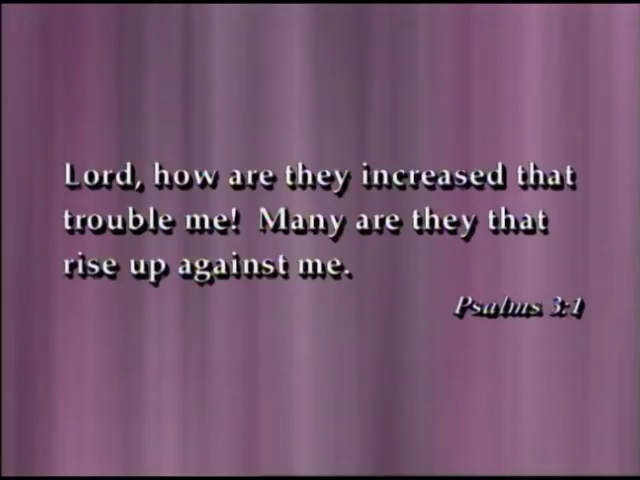 Lord, how are they increased that
trouble me!  Many are they that
rise up against me.
Psalms 3:1